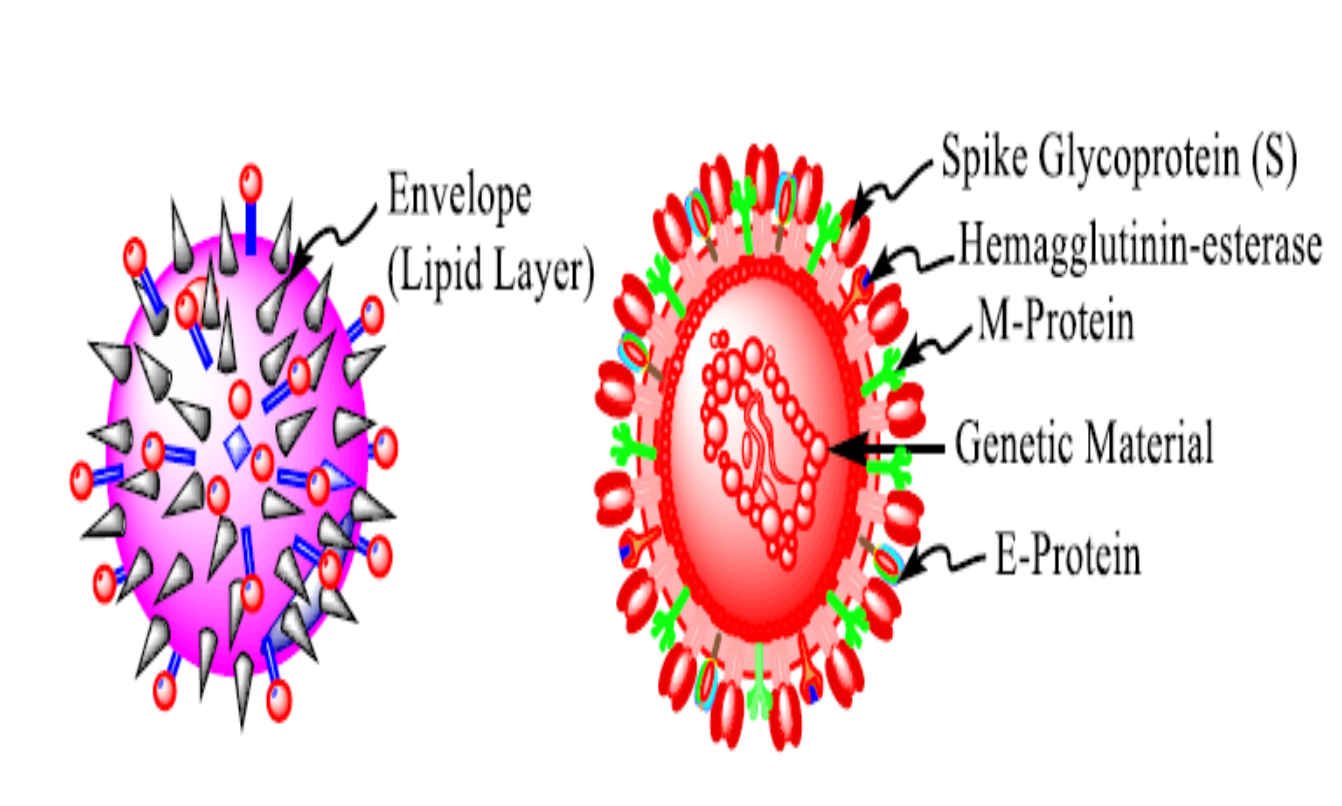 Envelope
(Lipid Layer)
Spike Glycoprotein (S)
Hemagglutinin-esterase
M-Protein
Genetic Material
E-Protein